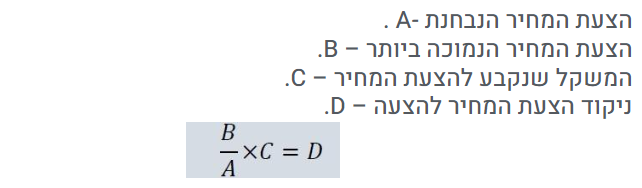 הצעת המחיר הנבחנת -A .
הצעת המחיר הנמוכה ביותר – B.
המשקל שנקבע להצעת המחיר – C.
ניקוד הצעת המחיר להצעה – D.
B/A×C = D